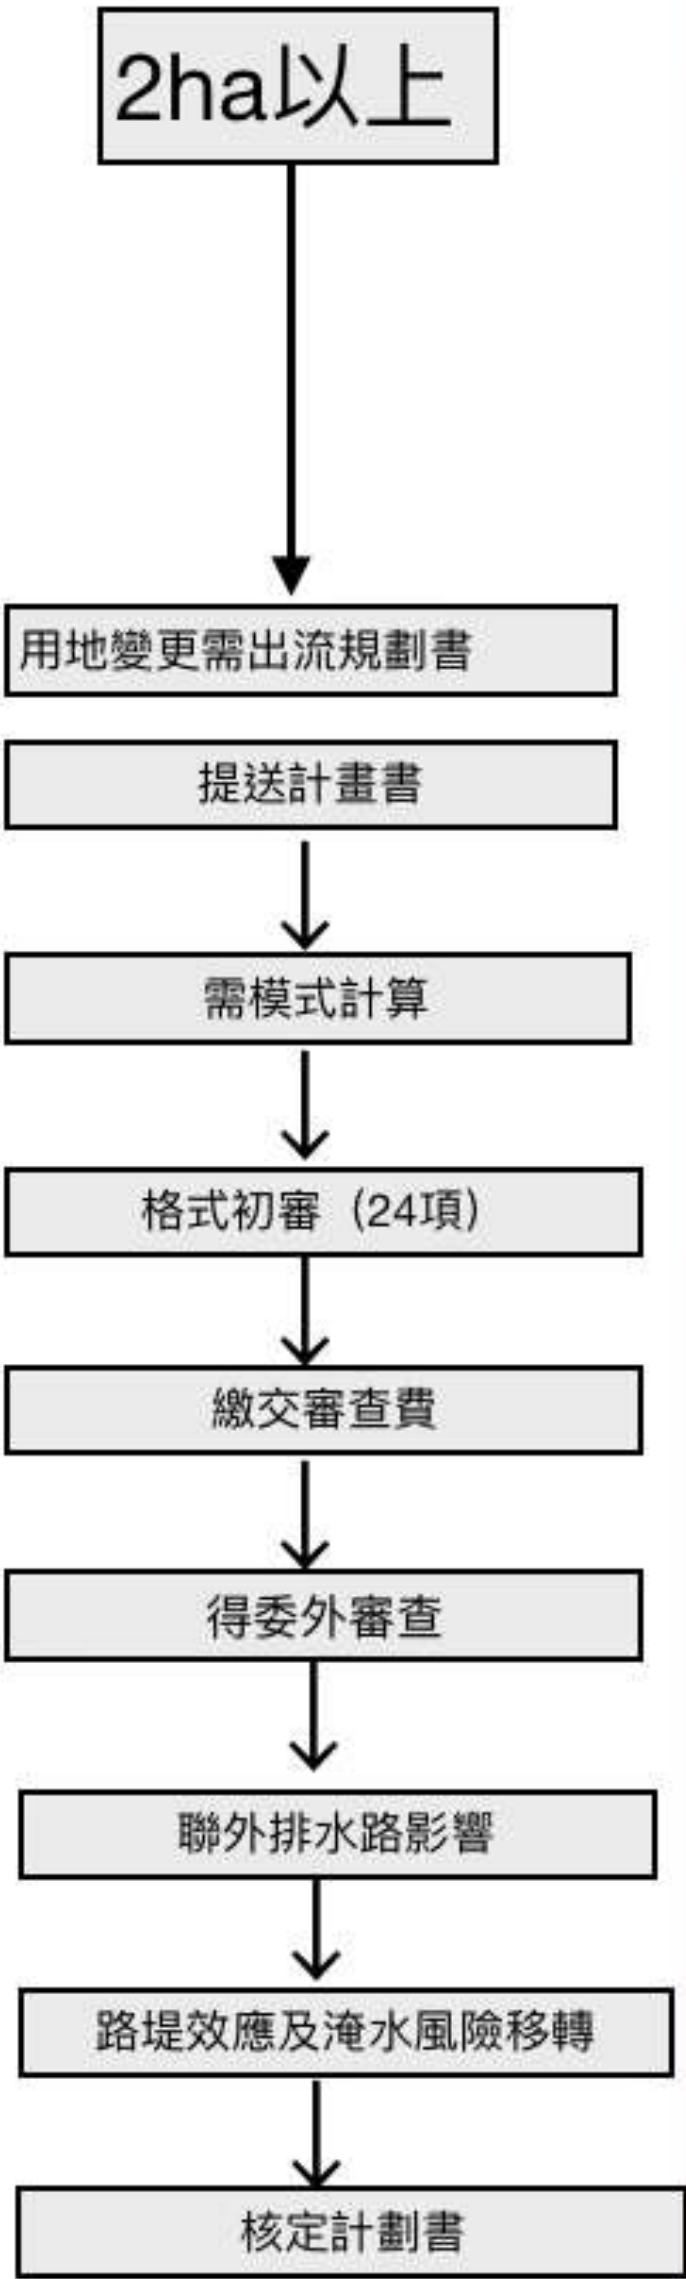 2ha以上
用地變更需出流規劃書
提送計畫書
需模式計算
格式初審（24項）
繳交審查費
得委外審查
聯外排水路影響
路堤效應及淹水風險移轉
核定計劃書